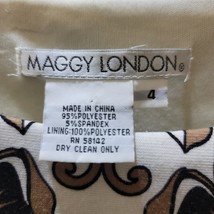 MAGGY LONDON®
4
MADE IN CHINA
95%POLYESTER
5%SPANDEX
LINING:100%POLYESTER
RN 58142
DRY CLEAN ONLY